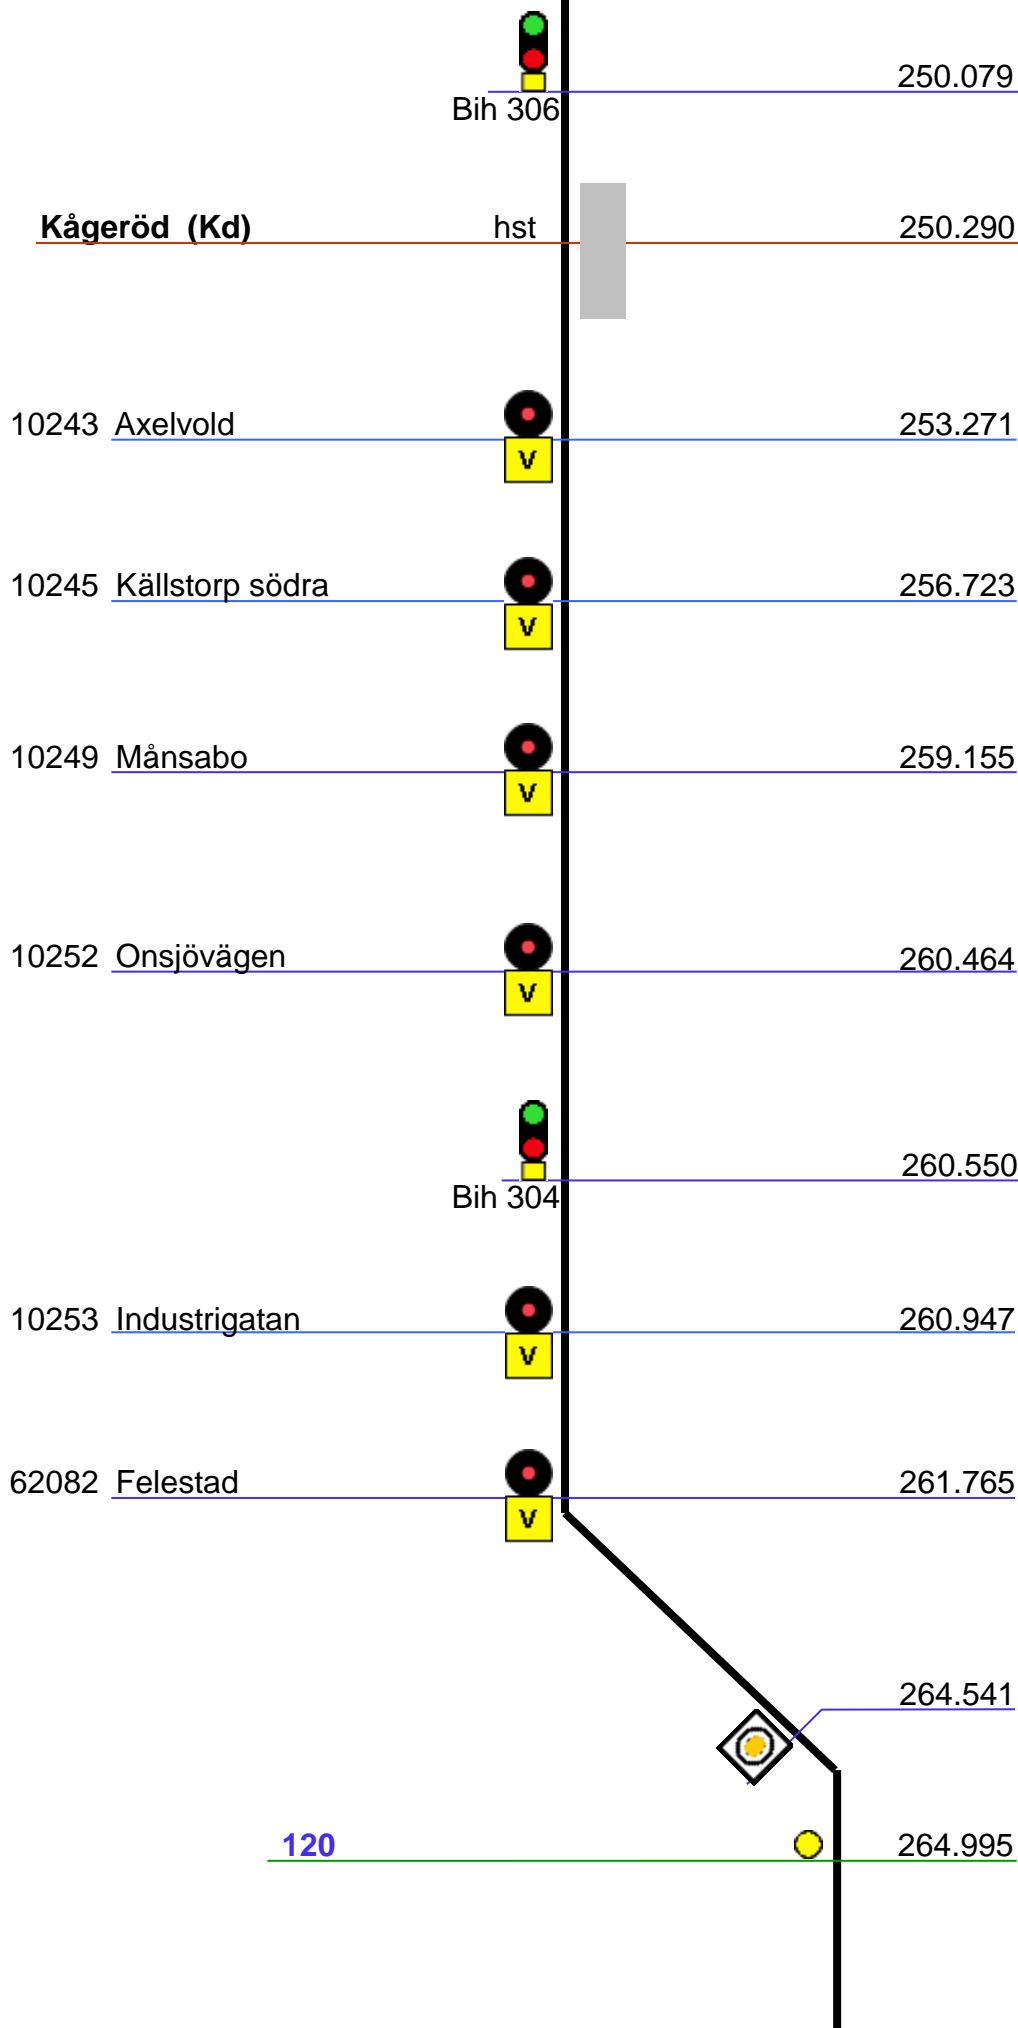 250.079
Bih 306
Kågeröd (Kd) hst 250.290
10243 Axelvold 253.271
V
10245 Källstorp södra 256.723
V
10249 Månsabo 259.155
V
10252 Onsjövägen 260.464
V
260.550
Bih 304
10253 Industrigatan 260.947
V
62082 Felestad 261.765
V
264.541
120 264.995